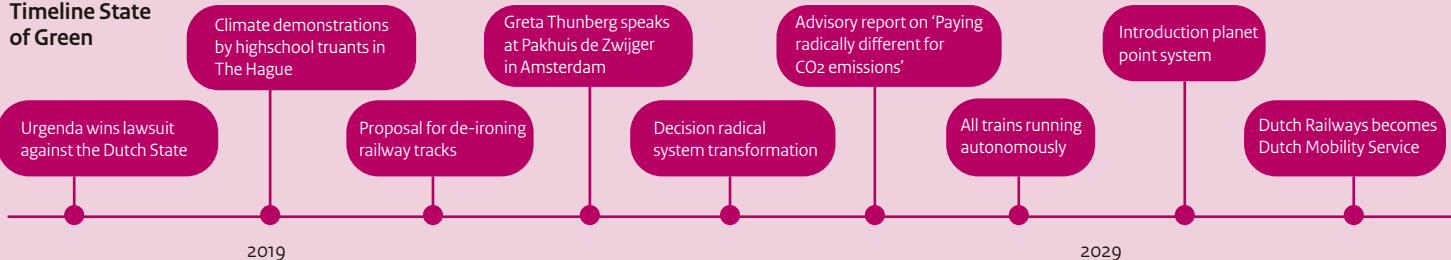 Timeline State
of Green
Urgenda wins lawsuit
against the Dutch State
Climate demonstrations
by highschool truants in
The Hague
Proposal for de-ironing
railway tracks
Greta Thunberg speaks
at Pakhuis de Zwijger
in Amsterdam
Decision radical
system transformation
Advisory report on ‘Paying
radically different for
CO2 emissions’
All trains running
autonomously
Introduction planet
point system
Dutch Railways becomes
Dutch Mobility Service
2019
2029